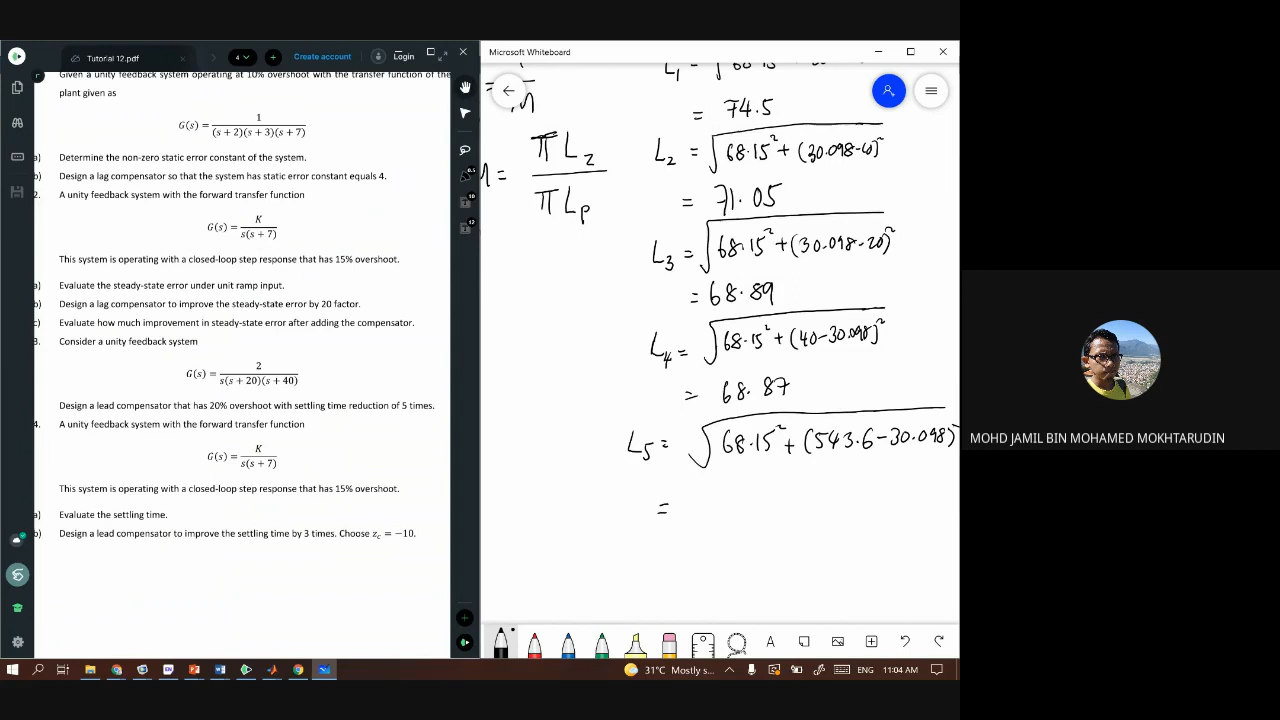 Tutorial 12.pdf
4
Create account
Login
Given a unity feedback system operating at 10% overshoot with the transfer function of the
plant given as
G(s) = 1 / (s + 2)(s + 3)(s + 7)
a) Determine the non-zero static error constant of the system.
b) Design a lag compensator so that the system has static error constant equals 4.
2. A unity feedback system with the forward transfer function
G(s) = K / s(s + 7)
This system is operating with a closed-loop step response that has 15% overshoot.
a) Evaluate the steady-state error under unit ramp input.
b) Design a lag compensator to improve the steady-state error by 20 factor.
c) Evaluate how much improvement in steady-state error after adding the compensator.
3. Consider a unity feedback system
G(s) = 2 / s(s + 20)(s + 40)
Design a lead compensator that has 20% overshoot with settling time reduction of 5 times.
4. A unity feedback system with the forward transfer function
G(s) = K / s(s + 7)
This system is operating with a closed-loop step response that has 15% overshoot.
a) Evaluate the settling time.
b) Design a lead compensator to improve the settling time by 3 times. Choose z_c = −10.
Microsoft Whiteboard
= π L_z / π L_p
L_1 = √68.15²
= 74.5
L_2 = √68.15² + (30.098-10)²
= 71.05
L_3 = √68.15² + (30.098-20)²
= 68.89
L_4 = √68.15² + (40-30.098)²
= 68.87
L_5 = √68.15² + (543.6-30.098)²
=
MOHD JAMIL BIN MOHAMED MOKHTARUDIN
31°C Mostly s...
ENG
11:04 AM